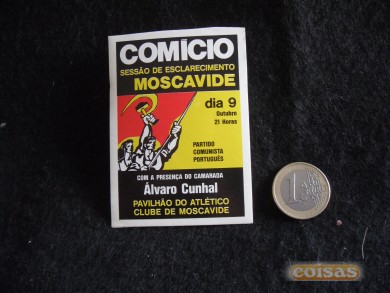 COMÍCIO
SESSÃO DE ESCLARECIMENTO
MOSCAVIDE
dia 9
Outubro
21 Horas
PARTIDO
COMUNISTA
PORTUGUÊS
COM A PRESENÇA DO CAMARADA
Álvaro Cunhal
PAVILHÃO DO ATLÉTICO
CLUBE DE MOSCAVIDE
1
EURO
coisas